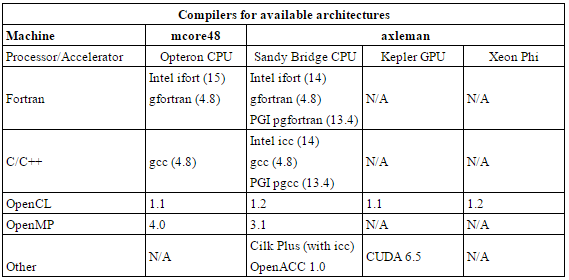 Compilers for available architectures
Machine mcore48 axleman
Processor/Accelerator Opteron CPU Sandy Bridge CPU Kepler GPU Xeon Phi
Fortran Intel ifort (15) gfortran (4.8) Intel ifort (14) gfortran (4.8) PGI pgfortran (13.4) N/A N/A
C/C++ gcc (4.8) Intel icc (14) gcc (4.8) PGI pgcc (13.4) N/A N/A
OpenCL 1.1 1.2 1.1 1.2
OpenMP 4.0 3.1 N/A N/A
Other N/A Cilk Plus (with icc) OpenACC 1.0 CUDA 6.5 N/A